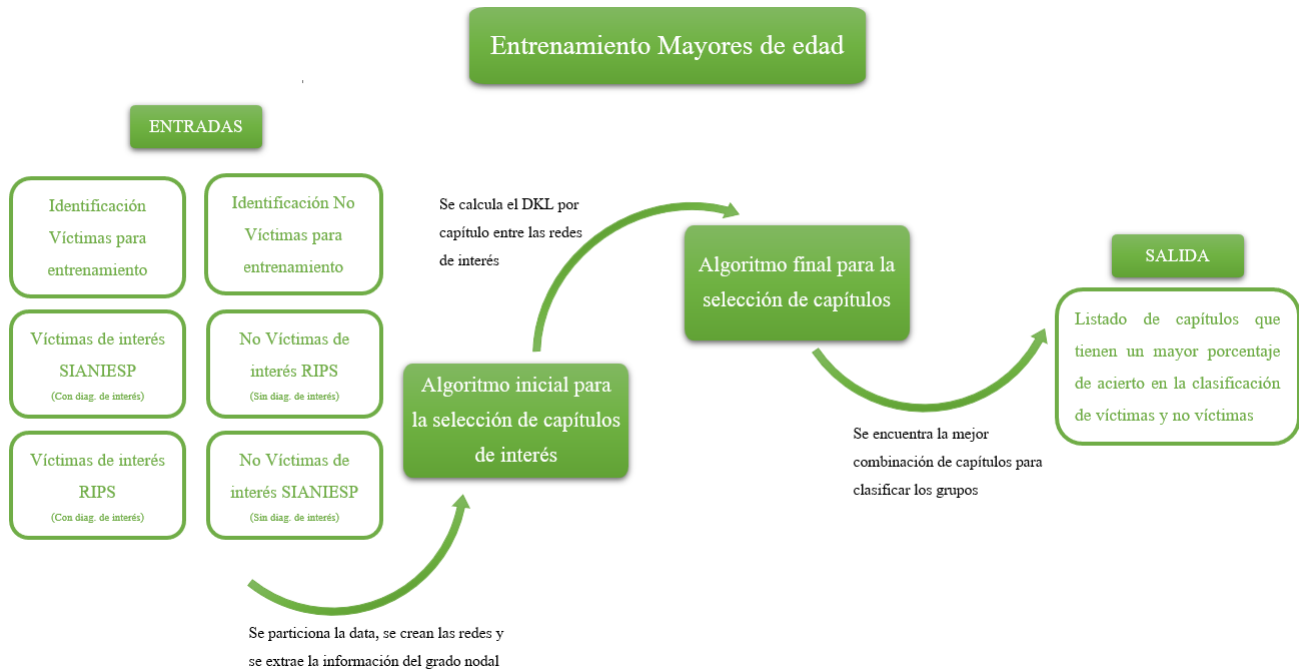 Entrenamiento Mayores de edad
ENTRADAS
Identificación
Víctimas para
entrenamiento
Identificación No
Víctimas para
entrenamiento
Víctimas de interés
SIANIESP
(Con diag. de interés)
No Víctimas de
interés RIPS
(Sin diag. de interés)
Víctimas de interés
RIPS
(Con diag. de interés)
No Víctimas de
interés SIANIESP
(Sin diag. de interés)
Se particiona la data, se crean las redes y
se extrae la información del grado nodal
Algoritmo inicial para
la selección de capítulos
de interés
Se calcula el DKL por
capítulo entre las redes
de interés
Algoritmo final para la
selección de capítulos
Se encuentra la mejor
combinación de capítulos para
clasificar los grupos
SALIDA
Listado de capítulos que
tienen un mayor porcentaje
de acierto en la clasificación
de víctimas y no víctimas